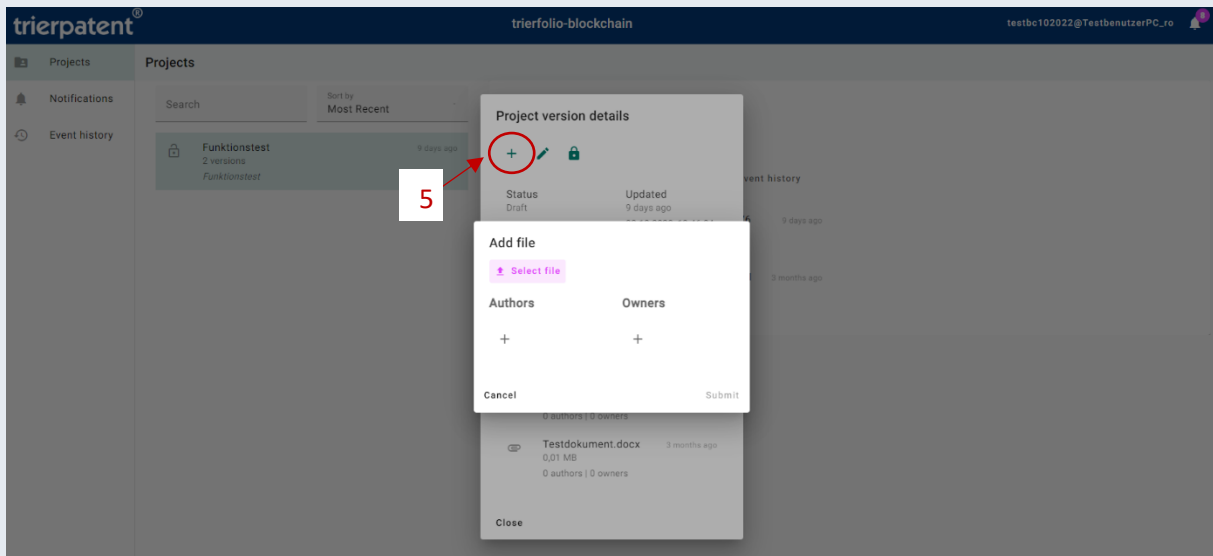 trierpatent®
trierfolio-blockchain
testbc102022@TestbenutzerPC_ro
8
Projects
Notifications
Event history
Projects
Search
Sort by
Most Recent
Funktionstest
9 days ago
2 versions
Funktionstest
5
Project version details
Status
Draft
Updated
9 days ago
vent history
9 days ago
3 months ago
Add file
Select file
Authors
Owners
+
+
Cancel
Submit
0 authors | 0 owners
Testdokument.docx
3 months ago
0,01 MB
0 authors | 0 owners
Close